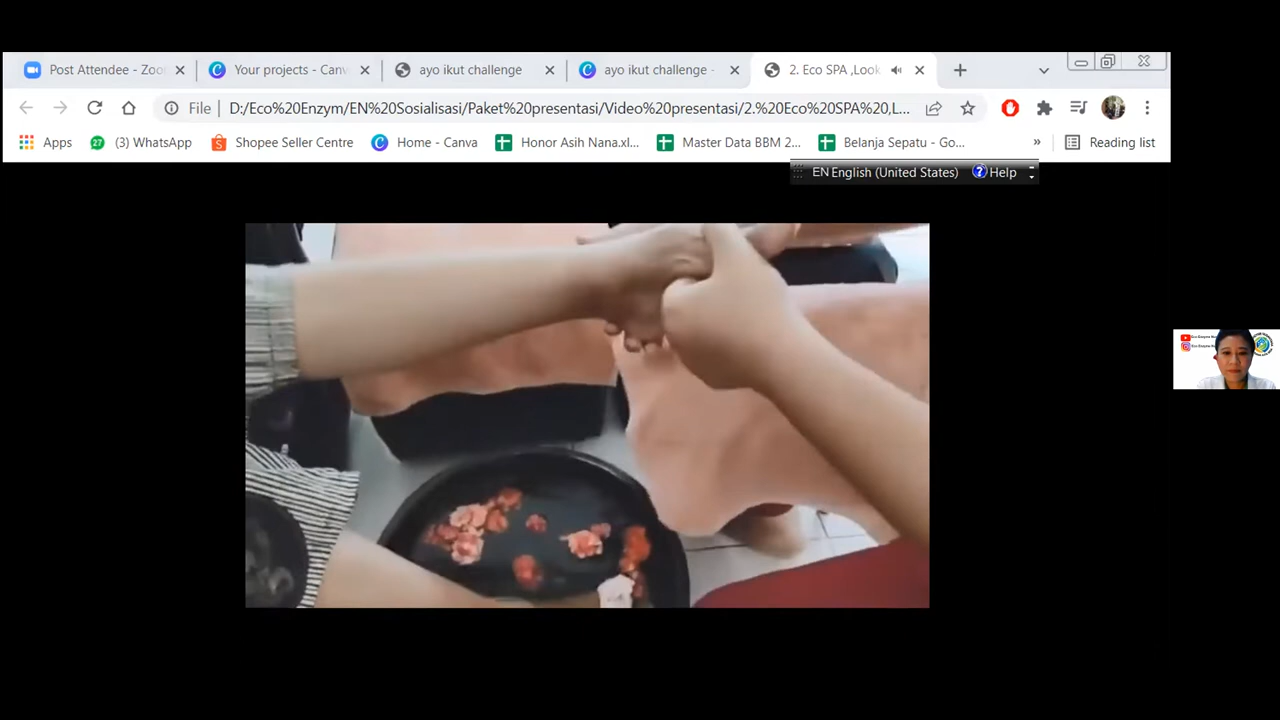 Post Attendee - Zoo
Your projects - Canv
ayo ikut challenge
ayo ikut challenge -
2. Eco SPA ,Look
File
D:/Eco%20Enzym/EN%20Sosialisasi/Paket%20presentasi/Video%20presentasi/2.%20Eco%20SPA%20,L...
Apps
(3) WhatsApp
Shopee Seller Centre
Home - Canva
Honor Asih Nana.xl...
Master Data BBM 2...
Belanja Sepatu - Go...
»
Reading list
EN English (United States)
Help